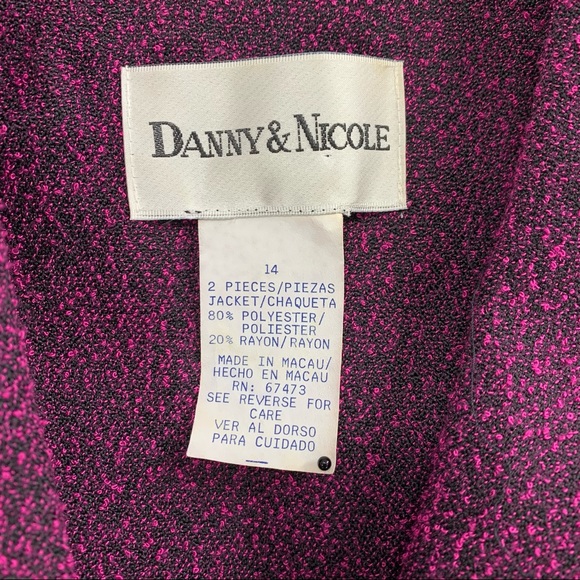 DANNY & NICOLE
14
2 PIECES/PIEZAS
JACKET/CHAQUETA
80% POLYESTER/
POLIESTER
20% RAYON/RAYON
MADE IN MACAU/
HECHO EN MACAU
RN: 67473
SEE REVERSE FOR
CARE
VER AL DORSO
PARA CUIDADO